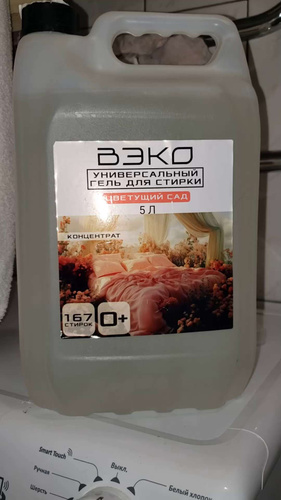 ВЭКО
УНИВЕРСАЛЬНЫЙ
ГЕЛЬ ДЛЯ СТИРКИ
ЦВЕТУЩИЙ САД
5 Л
КОНЦЕНТРАТ
167
СТИРОК
0+
Smart Touch
Выкл.
Ручная
Белый хлопок
Шерсть